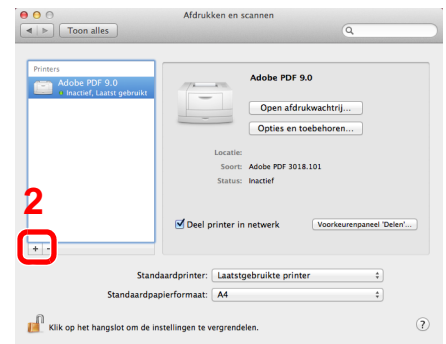 Afdrukken en scannen
Toon alles
Printers
Adobe PDF 9.0
Inactief, Laatst gebruikt
Adobe PDF 9.0
Open afdrukwachtrij...
Opties en toebehoren...
Locatie:
Soort: Adobe PDF 3018.101
Status: Inactief
2
Deel printer in netwerk
Voorkeurenpaneel 'Delen'...
+ -
Standaardprinter: Laatstgebruikte printer
Standaardpapierformaat: A4
Klik op het hangslot om de instellingen te vergrendelen.
?